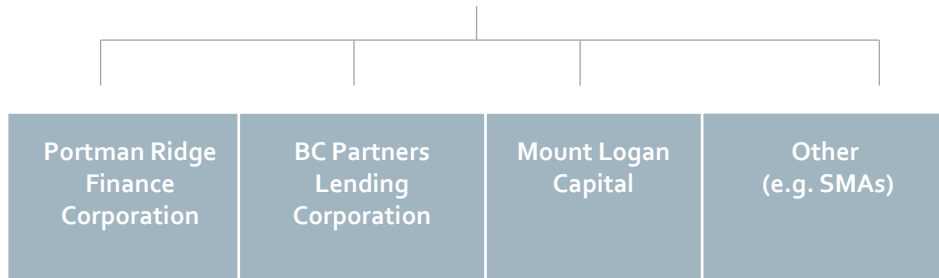 Portman Ridge
Finance
Corporation
BC Partners
Lending
Corporation
Mount Logan
Capital
Other
(e.g. SMAs)